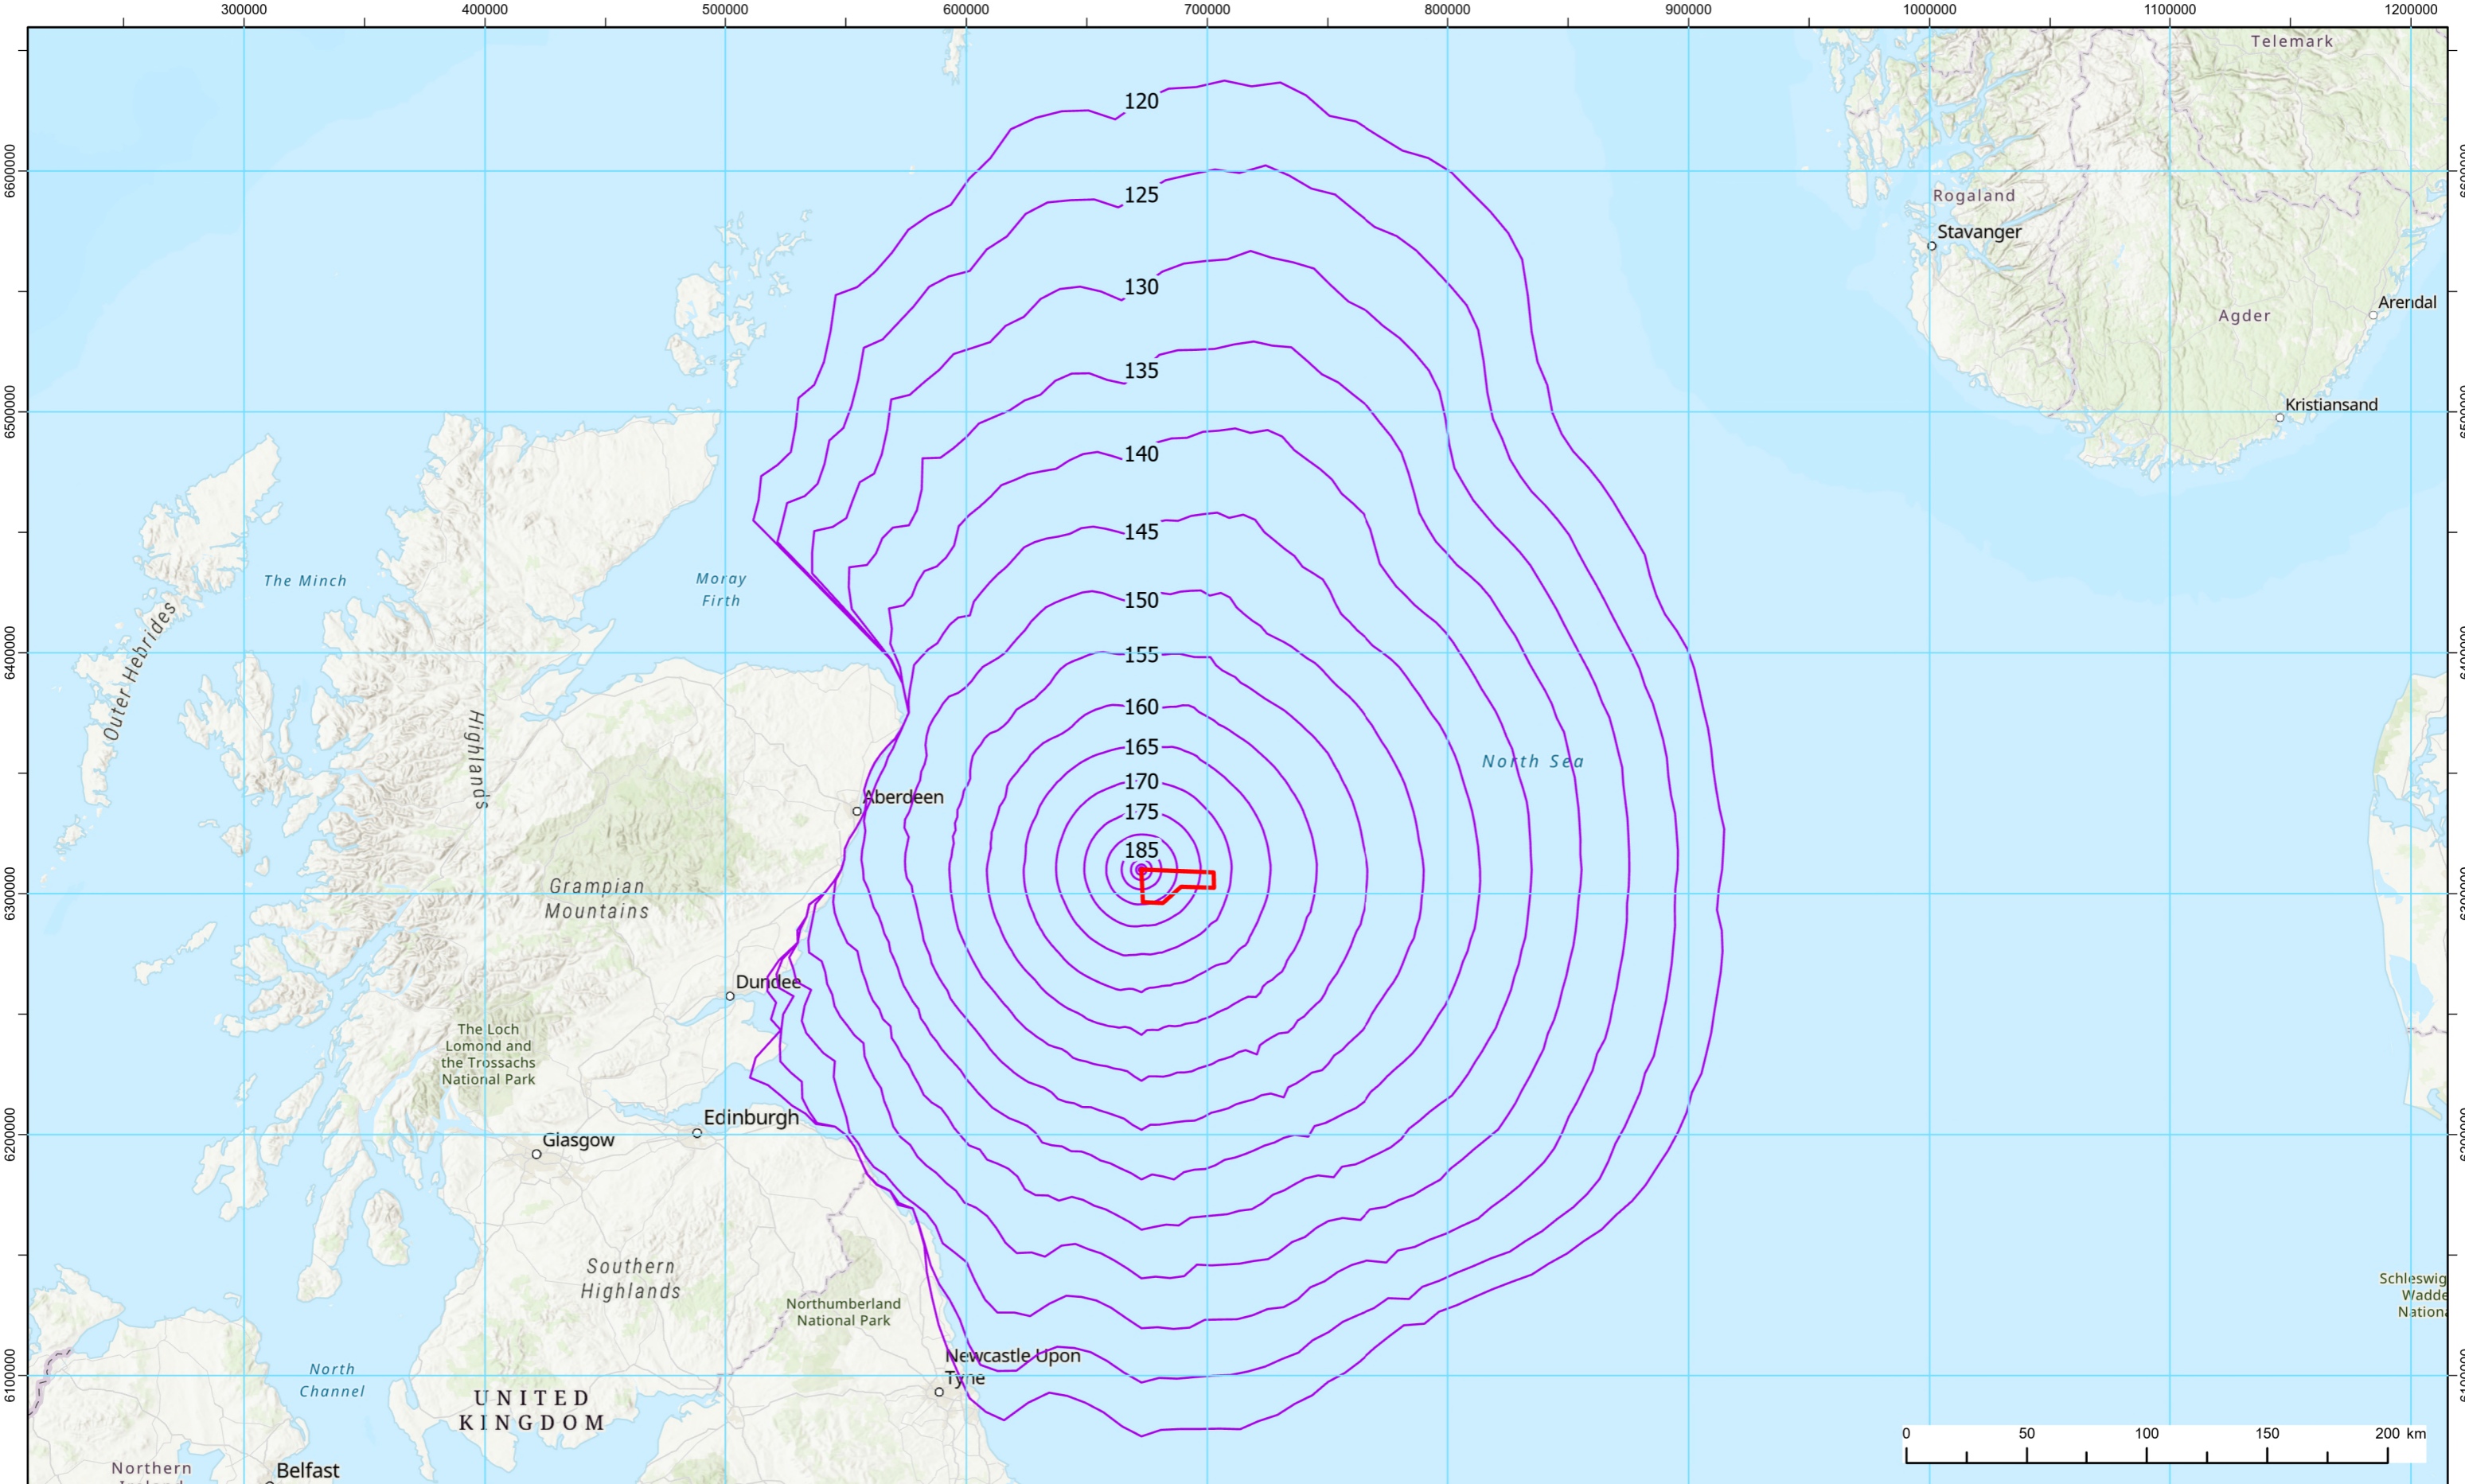 300000 400000 500000 600000 700000 800000 900000 1000000 1100000 1200000
Telemark
120
6600000
125
Rogaland
Stavanger
130
Arendal
Agder
135
6500000
Kristiansand
140
145
The Minch
Moray
Firth
150
6400000
155
Outer Hebrides
160
Highlands
165
North Sea
170
Aberdeen
175
185
Grampian
Mountains
6300000
Dundee
The Loch
Lomond and
the Trossachs
National Park
Edinburgh
6200000
Glasgow
Southern
Highlands
Northumberland
National Park
Schleswig
Wadde
Nationa
Newcastle Upon
Tyne
North
Channel
6100000
UNITED
KINGDOM
0 50 100 150 200 km
Northern
Belfast